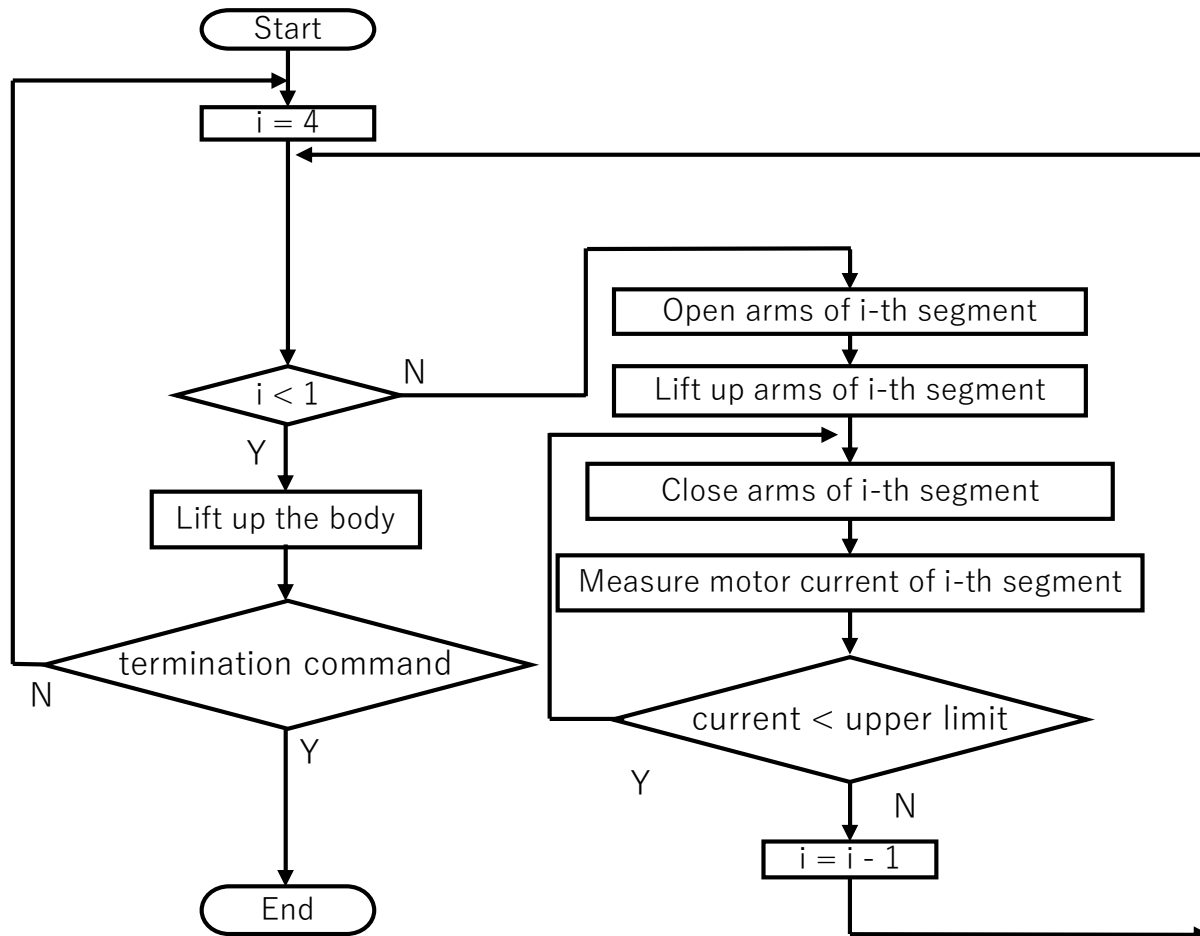 Start
i = 4
i < 1
N
Y
Lift up the body
termination command
N
Y
End
Open arms of i-th segment
Lift up arms of i-th segment
Close arms of i-th segment
Measure motor current of i-th segment
current < upper limit
Y
N
i = i - 1